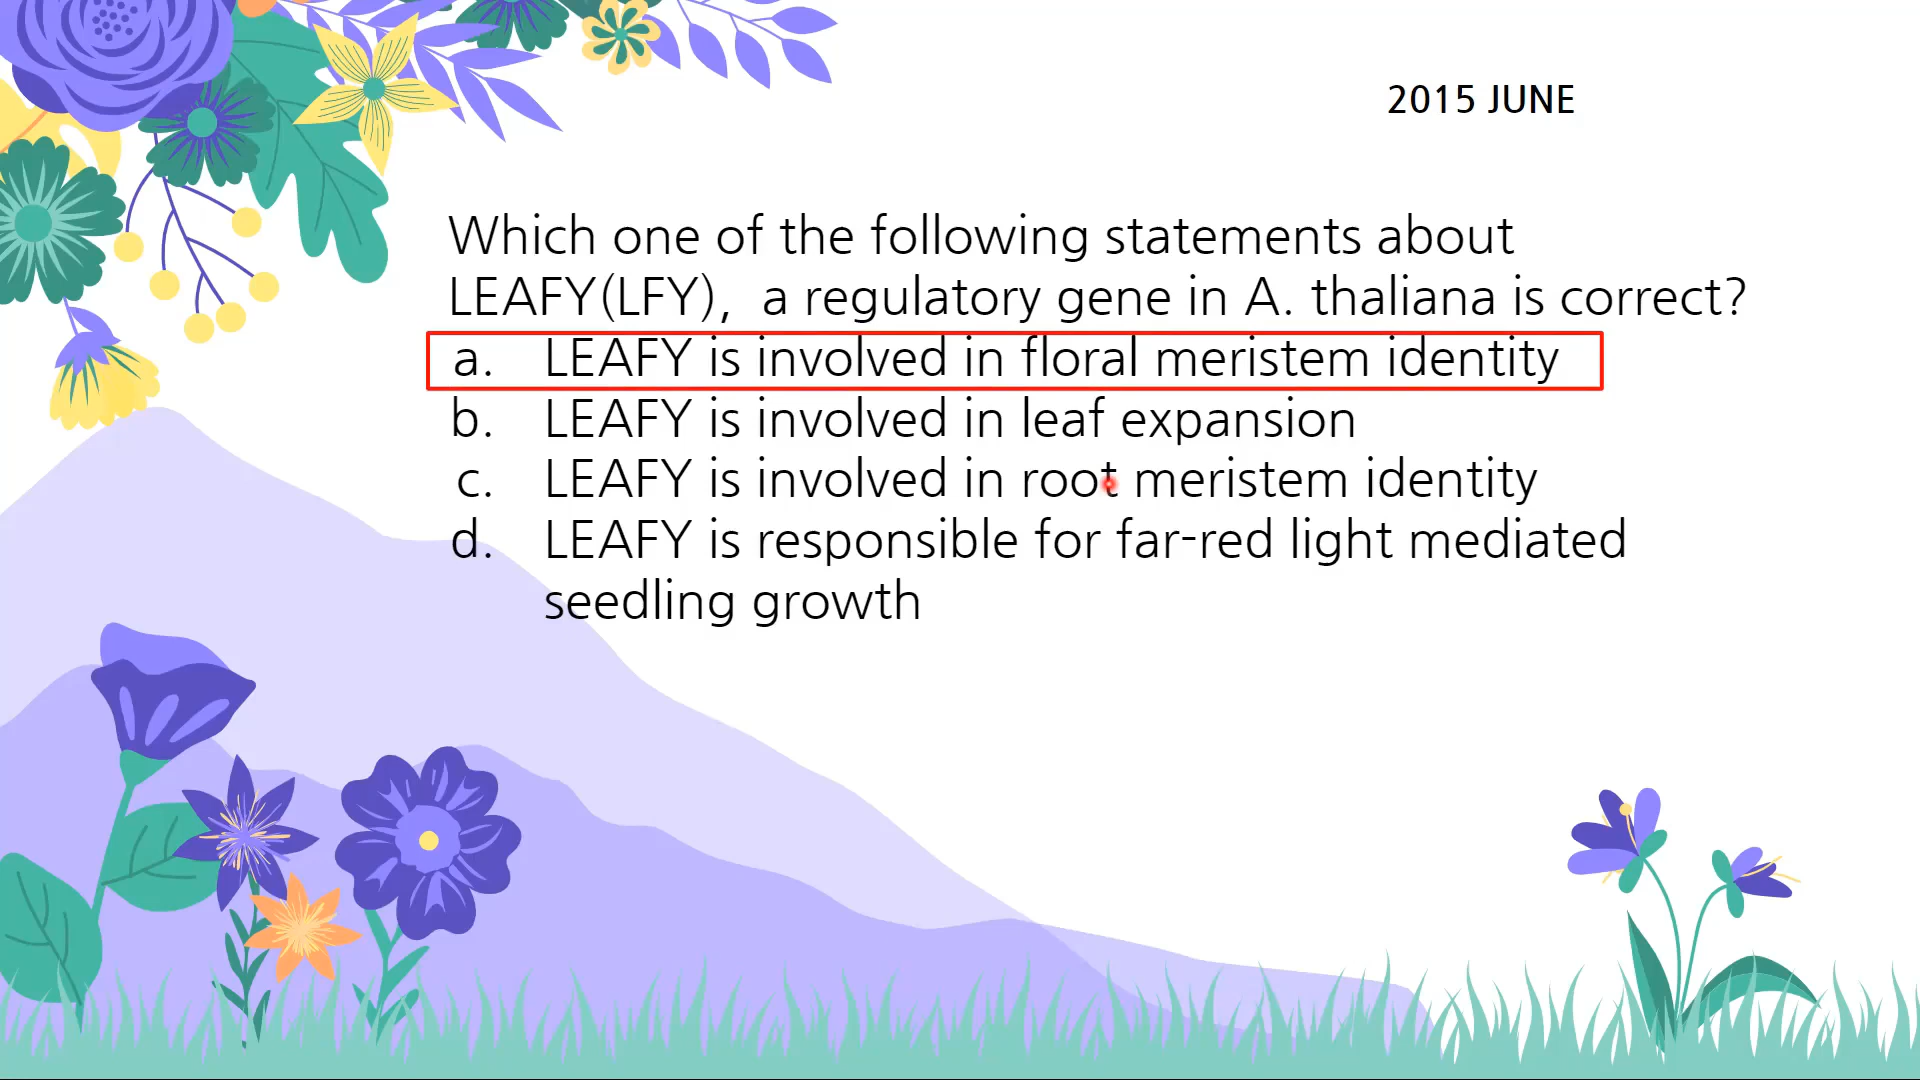 2015 JUNE
Which one of the following statements about
LEAFY(LFY),  a regulatory gene in A. thaliana is correct?
a. LEAFY is involved in floral meristem identity
b. LEAFY is involved in leaf expansion
c. LEAFY is involved in root meristem identity
d. LEAFY is responsible for far-red light mediated
seedling growth